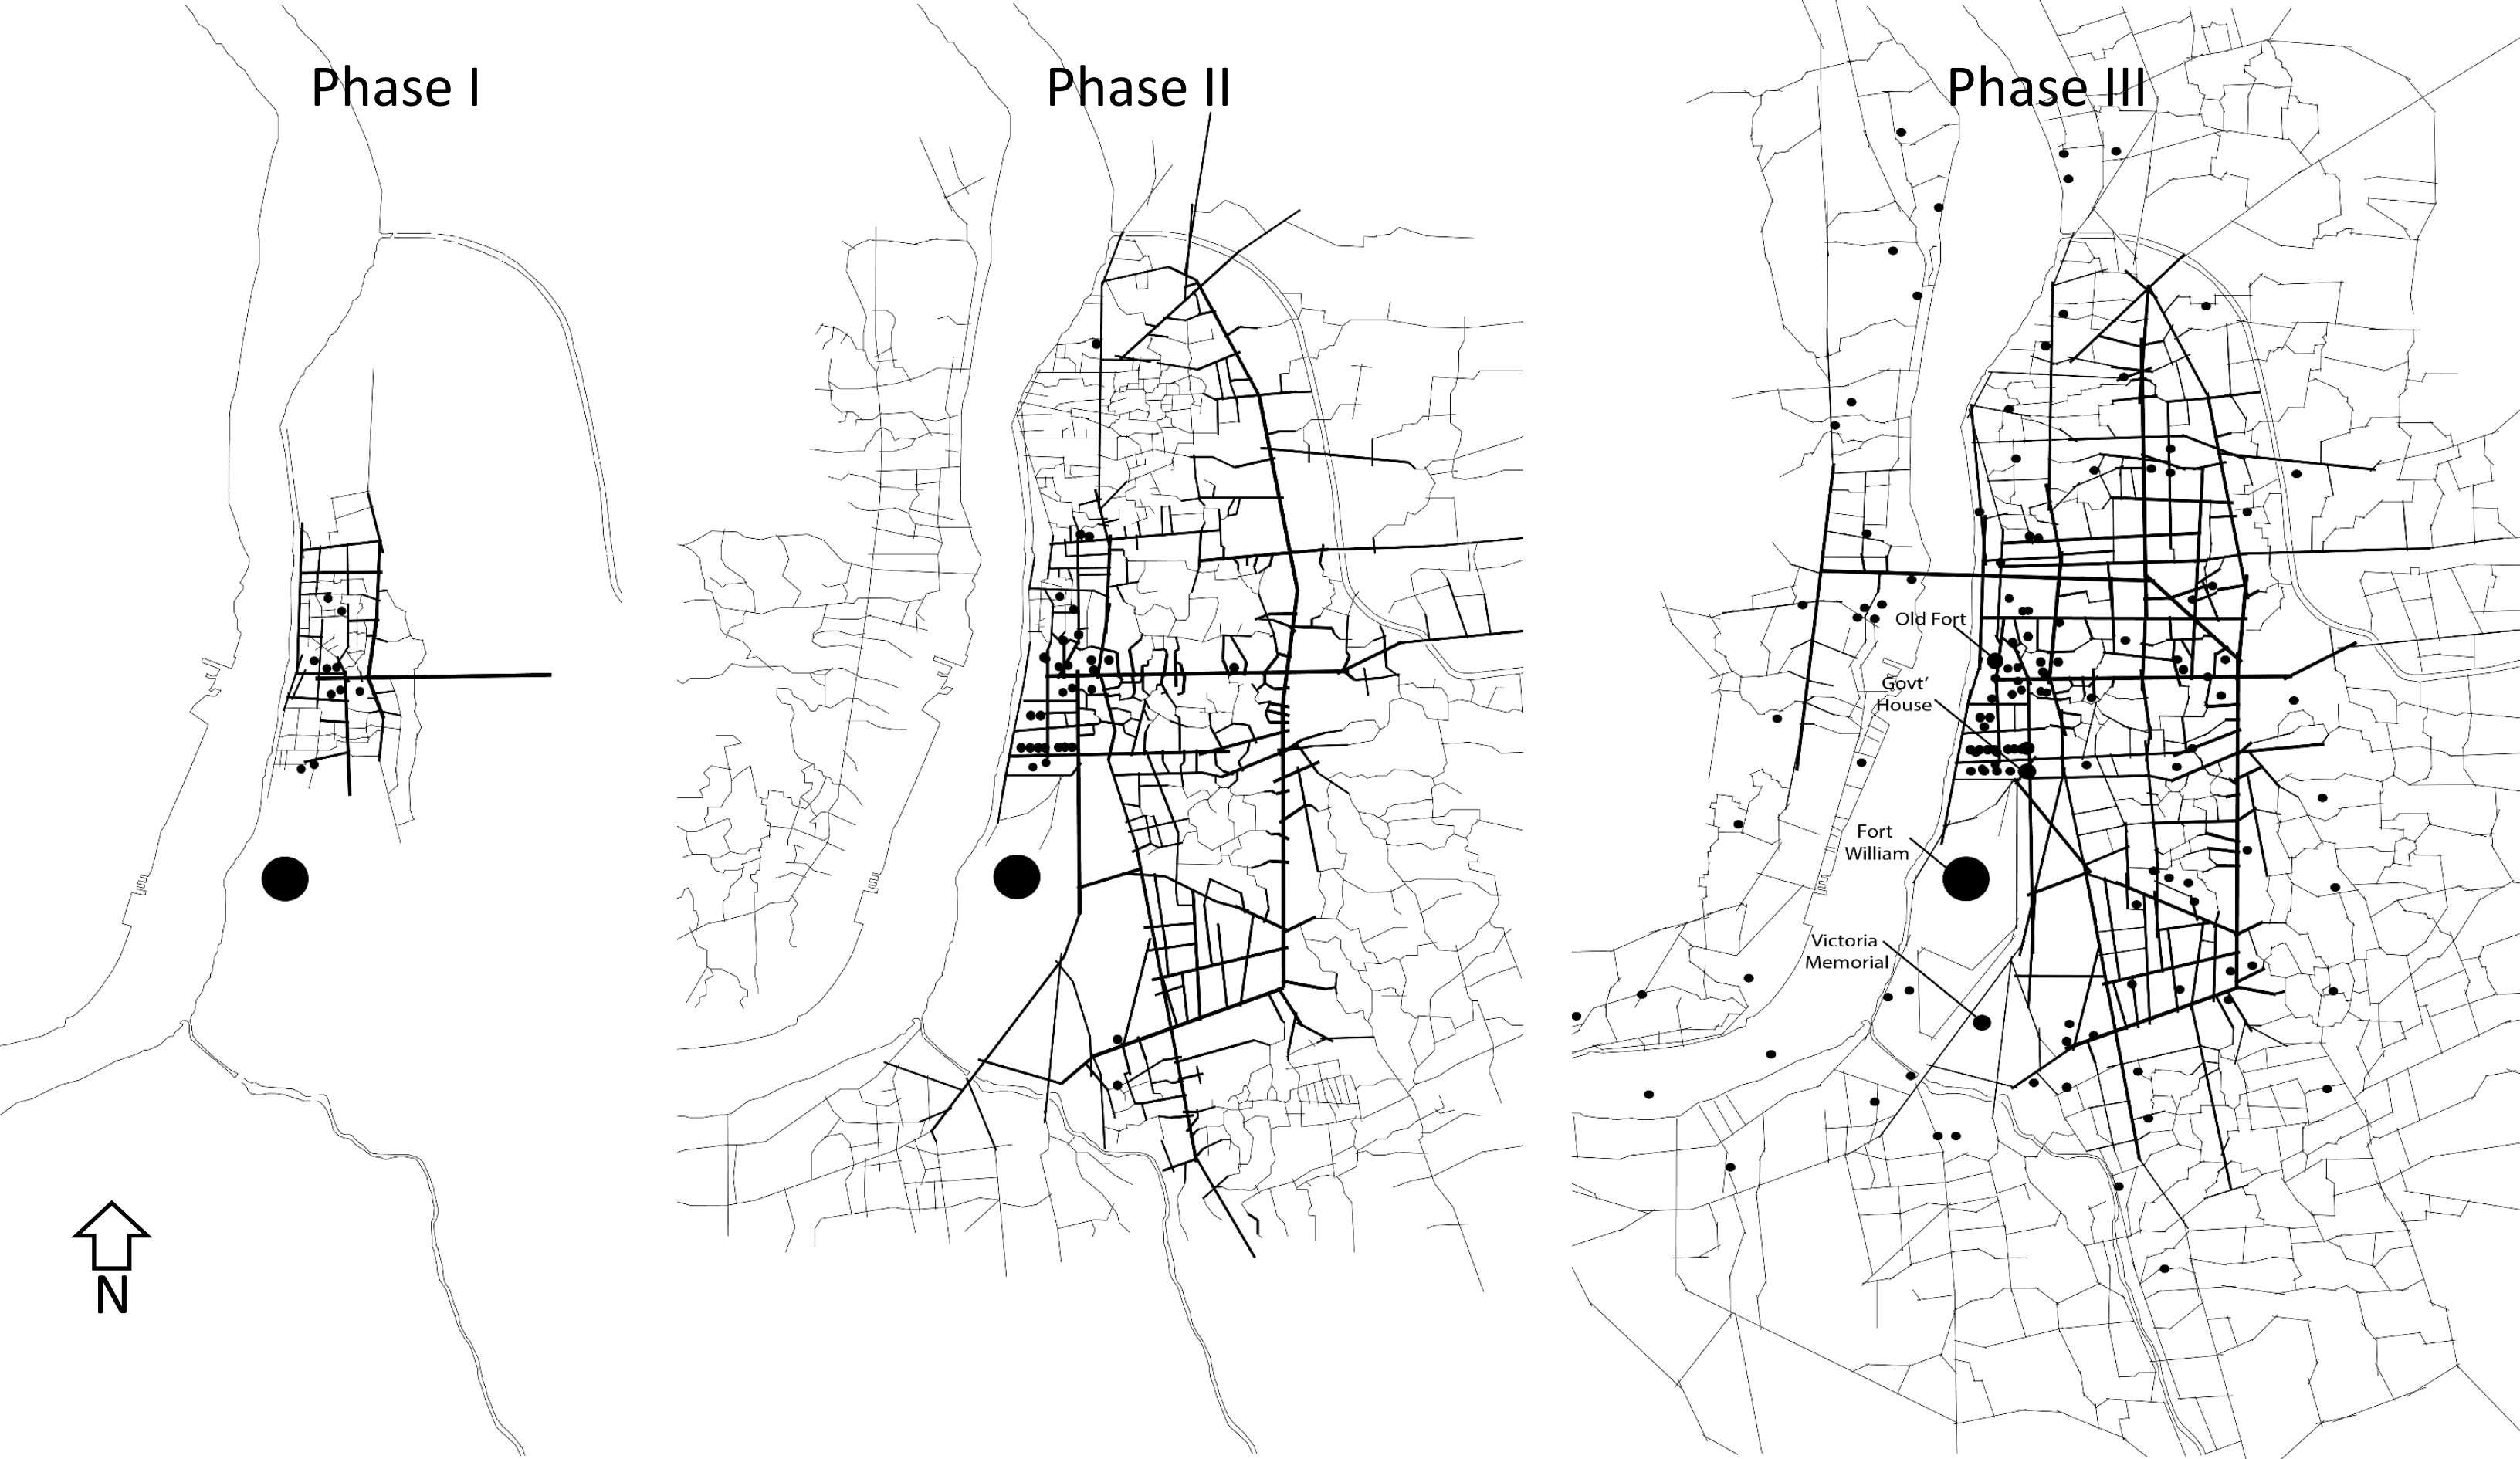 Phase I
Phase II
Phase III
Old Fort
Govt'
House
Fort
William
Victoria
Memorial
N